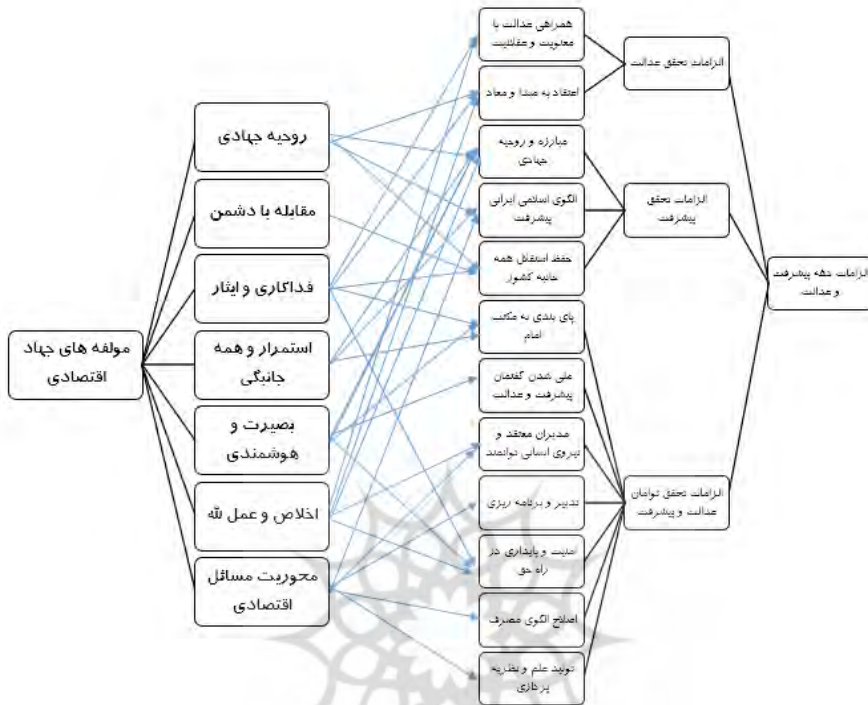 الزامات دهه پیشرفت
و عدالت
الزامات تحقق عدالت
الزامات تحقق
پیشرفت
الزامات تحقق توامان
عدالت و پیشرفت
همراهی عدالت با
معنویت و عقلانیت
اعتقاد به مبدا و معاد
مبارزه و روحیه
جهادی
الگوی اسلامی ایرانی
پیشرفت
حفظ استقلال همه
جانبه کشور
پای بندی به مکتب
امام
ملی شدن گفتمان
پیشرفت و عدالت
مدیران معتقد و
نیروی انسانی توانمند
تدبیر و برنامه ریزی
امنیت و پایداری در
راه حق
اصلاح الگوی مصرف
تولید علم و نظریه
پردازی
روحیه جهادی
مقابله با دشمن
فداکاری و ایثار
استمرار و همه
جانبگی
بصیرت و
هوشمندی
اخلاص و عمل لله
محوریت مسائل
اقتصادی
مولفه های جهاد
اقتصادی